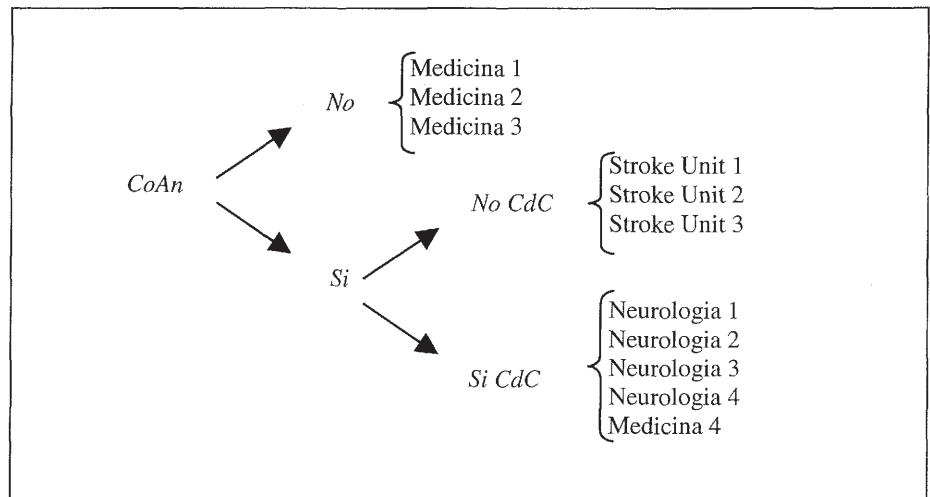 Medicina 1
No
Medicina 2
Medicina 3
CoAn
No CdC
Stroke Unit 1
Stroke Unit 2
Stroke Unit 3
Si
Neurologia 1
Neurologia 2
Neurologia 3
Si CdC
Neurologia 4
Medicina 4